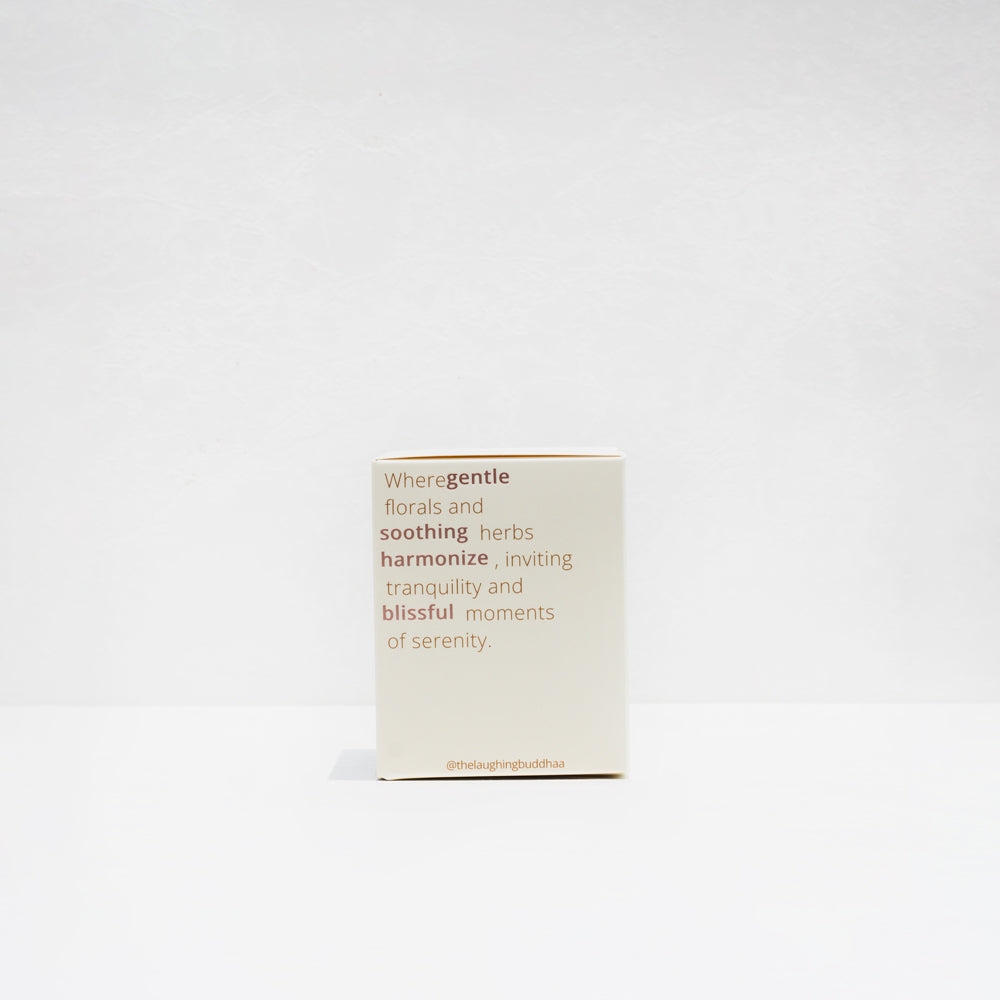 Wheregentle
florals and
soothing herbs
harmonize , inviting
tranquility and
blissful moments
of serenity.
@thelaughingbuddhaa